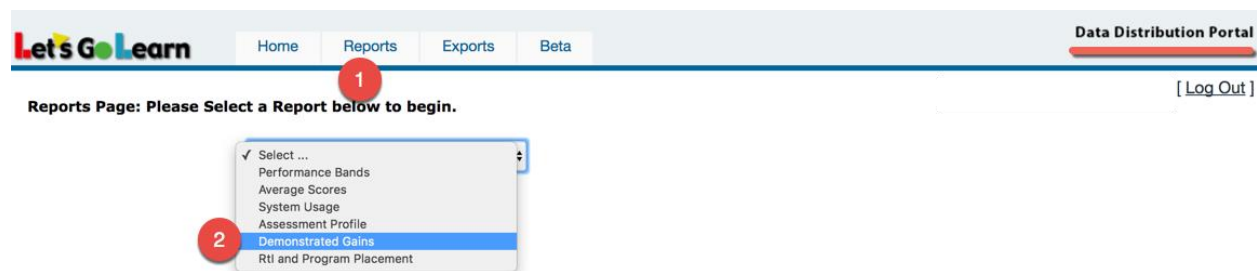 Let's Go Learn
Home Reports Exports Beta
Data Distribution Portal
1
[ Log Out ]
Reports Page: Please Select a Report below to begin.
✓ Select ...
Performance Bands
Average Scores
System Usage
Assessment Profile
2
Demonstrated Gains
RtI and Program Placement